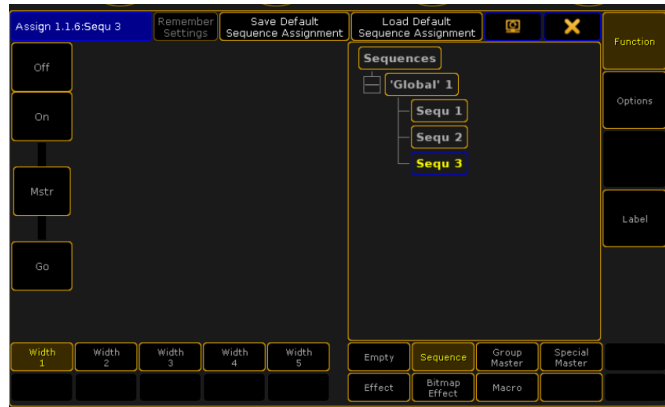 Assign 1.1.6:Sequ 3
Remember
Settings
Save Default
Sequence Assignment
Load Default
Sequence Assignment
Function
Off
Sequences
'Global' 1
On
Sequ 1
Options
Sequ 2
Sequ 3
Mstr
Label
Go
Width
1
Width
2
Width
3
Width
4
Width
5
Empty
Sequence
Group
Master
Special
Master
Effect
Bitmap
Effect
Macro